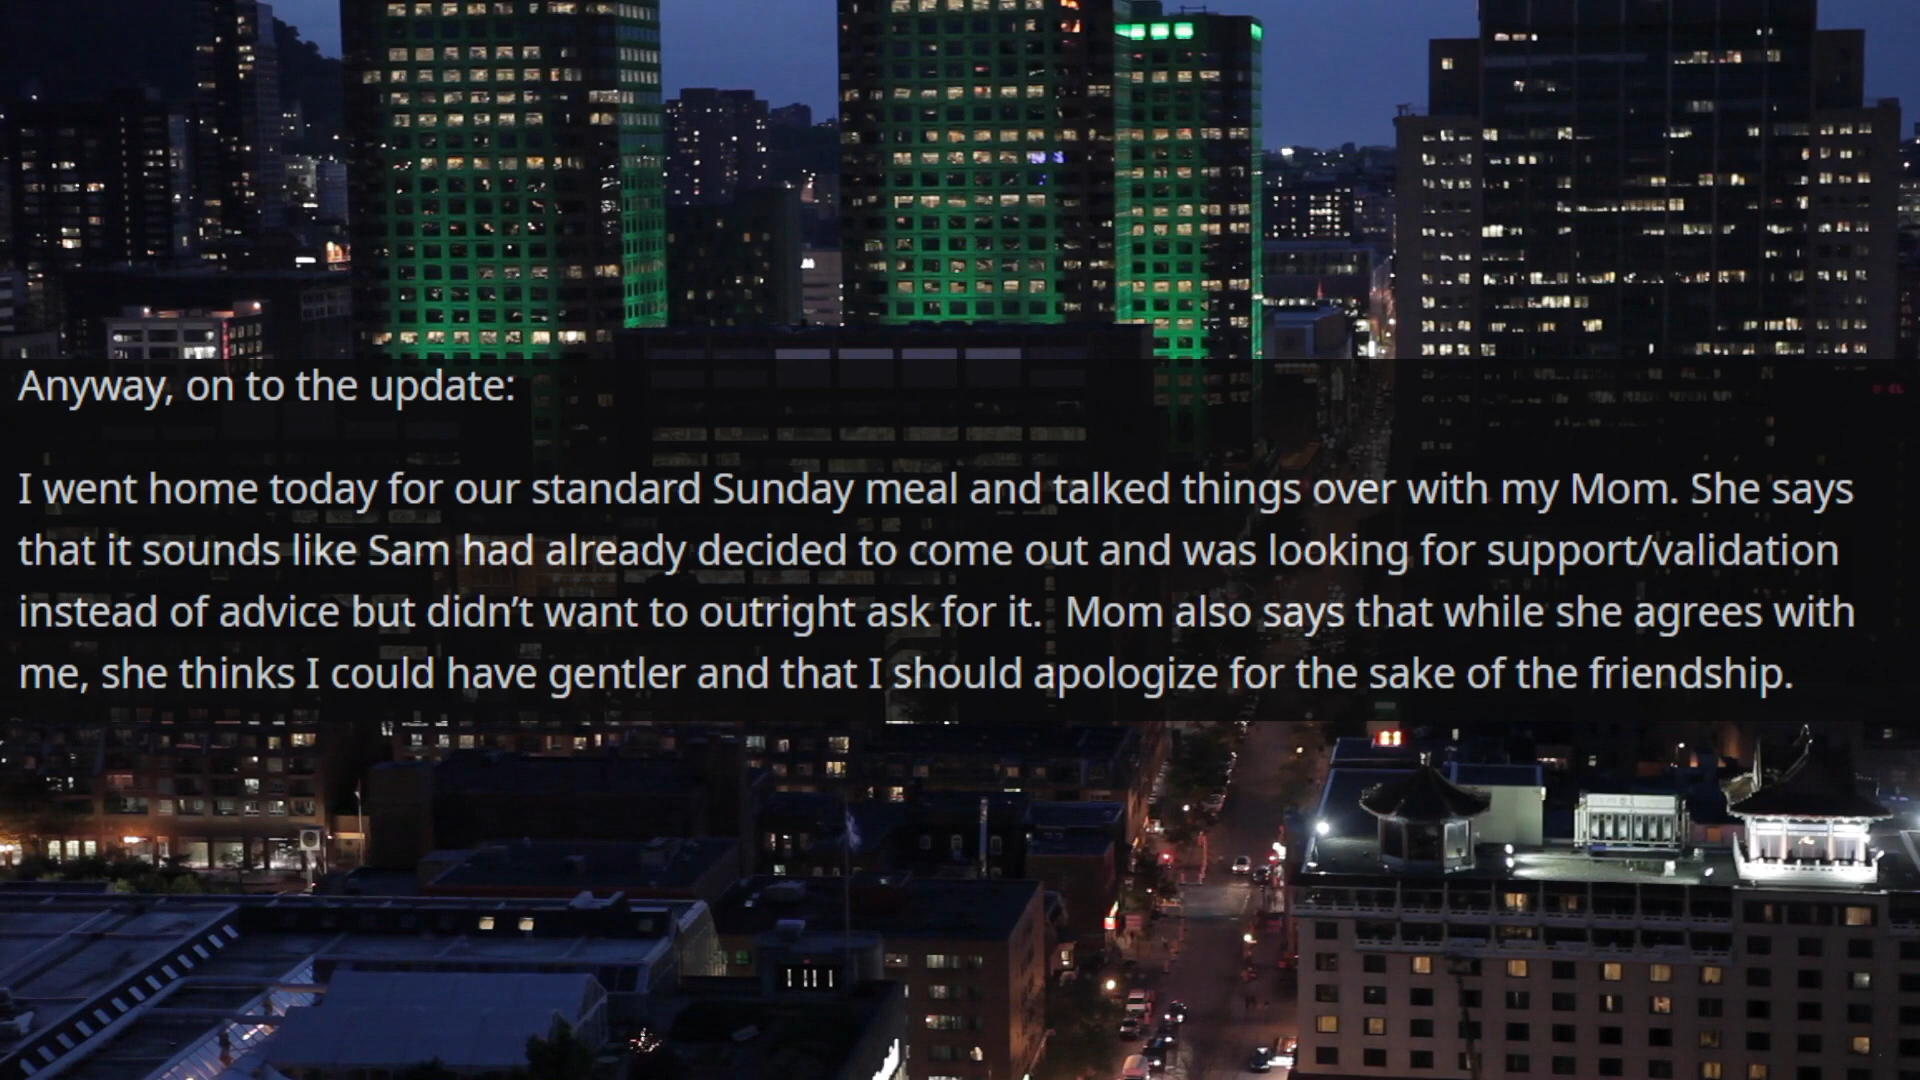 Anyway, on to the update:
I went home today for our standard Sunday meal and talked things over with my Mom. She says
that it sounds like Sam had already decided to come out and was looking for support/validation
instead of advice but didn’t want to outright ask for it.  Mom also says that while she agrees with
me, she thinks I could have gentler and that I should apologize for the sake of the friendship.